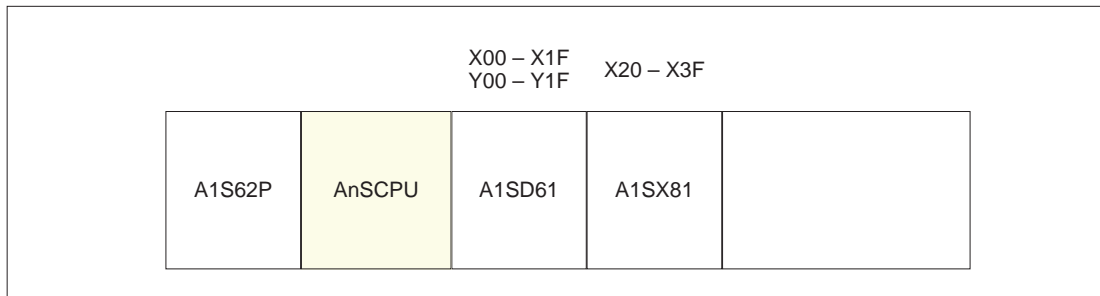 X00 – X1F
Y00 – Y1F
X20 – X3F
A1S62P
AnSCPU
A1SD61
A1SX81